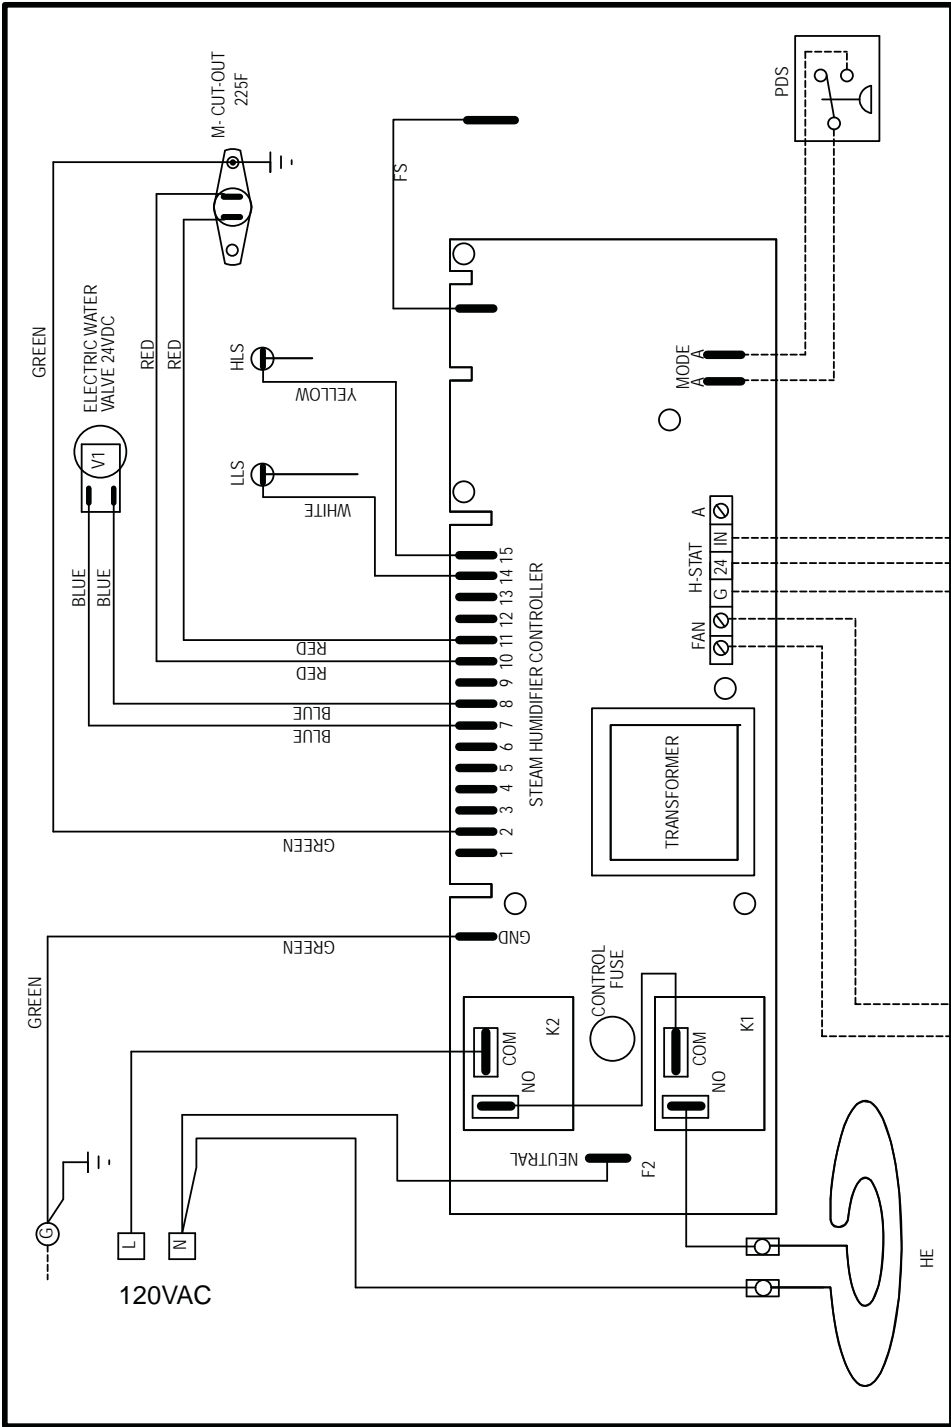 M- CUT-OUT
225F
PDS
FS
GREEN
ELECTRIC WATER
VALVE 24VDC
RED
RED
HLS
YELLOW
MODE
A
A
V1
LLS
WHITE
BLUE
BLUE
A
H-STAT
IN
24
G
FAN
RED
RED
BLUE
BLUE
15
14
13
12
11
10
9
8
7
6
5
4
3
2
1
STEAM HUMIDIFIER CONTROLLER
TRANSFORMER
GREEN
GND
GREEN
GREEN
CONTROL
FUSE
K2
COM
NO
K1
COM
NO
NEUTRAL
F2
G
L
N
120VAC
HE